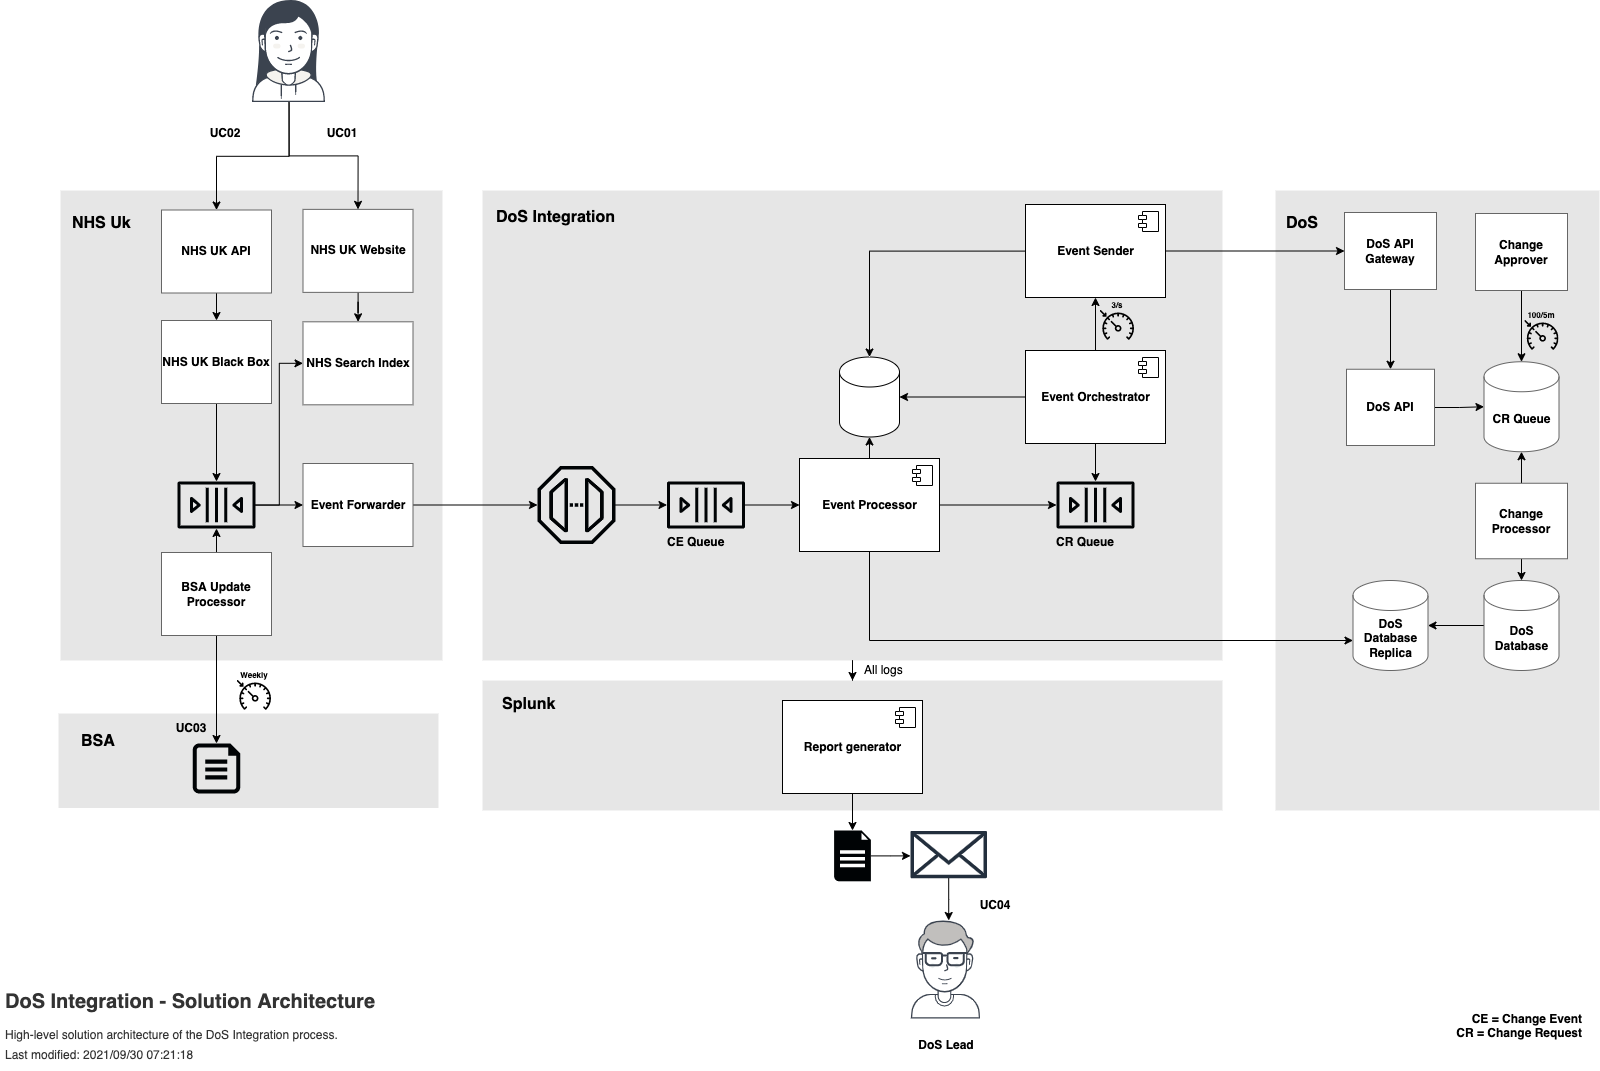 UC02
UC01
NHS Uk
NHS UK API
NHS UK Website
NHS UK Black Box
NHS Search Index
Event Forwarder
BSA Update
Processor
Weekly
UC03
BSA
DoS Integration
Event Sender
3/s
Event Orchestrator
Event Processor
CE Queue
CR Queue
All logs
Splunk
Report generator
UC04
DoS Lead
DoS
DoS API
Gateway
Change
Approver
100/5m
DoS API
CR Queue
Change
Processor
DoS
Database
Replica
DoS
Database
DoS Integration - Solution Architecture
High-level solution architecture of the DoS Integration process.
Last modified: 2021/09/30 07:21:18
CE = Change Event
CR = Change Request